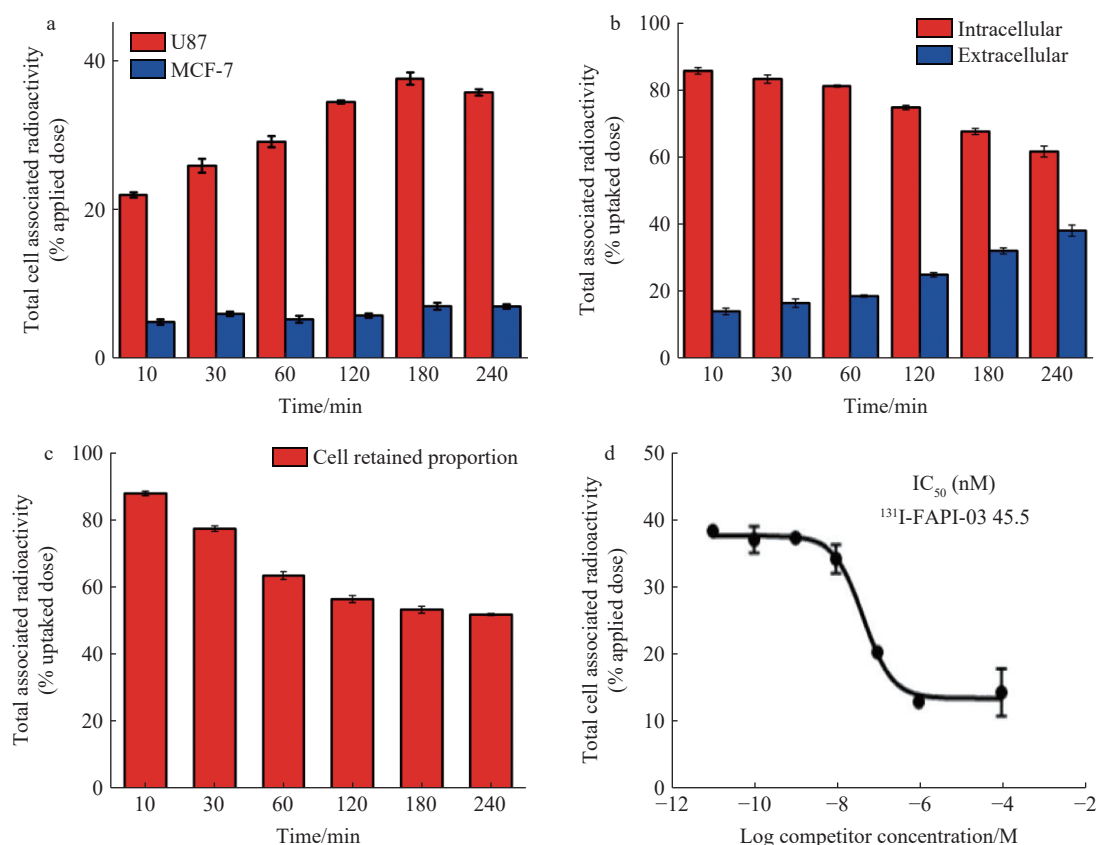 a
U87
MCF-7
Total cell associated radioactivity
(% applied dose)
40
20
0
10 30 60 120 180 240
Time/min
b
Intracellular
Extracellular
Total associated radioactivity
(% uptaked dose)
100
80
60
40
20
0
10 30 60 120 180 240
Time/min
c
Cell retained proportion
Total associated radioactivity
(% uptaked dose)
100
80
60
40
20
0
10 30 60 120 180 240
Time/min
d
IC₅₀ (nM)
¹³¹I-FAPI-03 45.5
Total cell associated radioactivity
(% applied dose)
50
40
30
20
10
0
−12 −10 −8 −6 −4 −2
Log competitor concentration/M